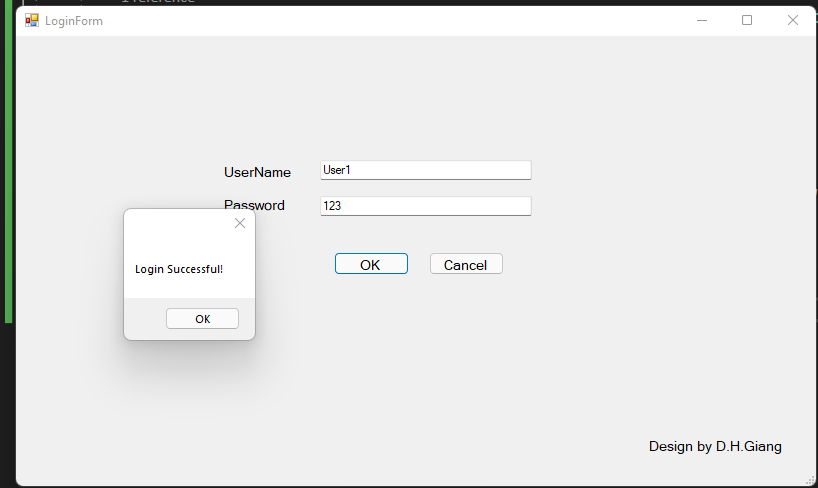 1 reference
LoginForm
UserName
User1
Password
123
OK
Cancel
Login Successful!
OK
Design by D.H.Giang